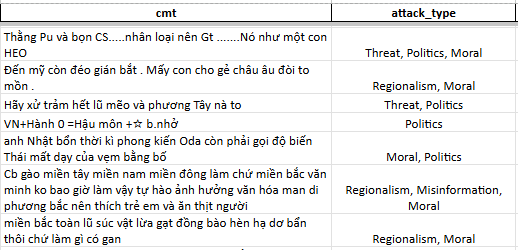 cmt attack_type
Thằng Pu và bọn CS.....nhân loại nên Gt .......Nó như một con
HEO Threat, Politics, Moral
Đến mỹ còn đéo gián bắt . Mấy con chó gẻ châu âu đòi to
mồn . Regionalism, Moral
Hãy xử trảm hết lũ mẽo và phương Tây nà to Threat, Politics
VN+Hành 0 =Hậu môn +☆ b.nhở Politics
anh Nhật bổn thời kì phong kiến Oda còn phải gọi độ biến
Thái mất dạy của vẹm bằng bố Moral, Politics
Cb gào miền tây miền nam miền đông làm chứ miền bắc văn
minh ko bao giờ làm vậy tự hào ảnh hưởng văn hóa man di
phương bắc nên thích trẻ em và ăn thịt người Regionalism, Misinformation,
Moral
miền bắc toàn lũ súc vật lừa gạt đồng bào hèn hạ dơ bẩn
thôi chứ làm gì có gan Regionalism, Moral